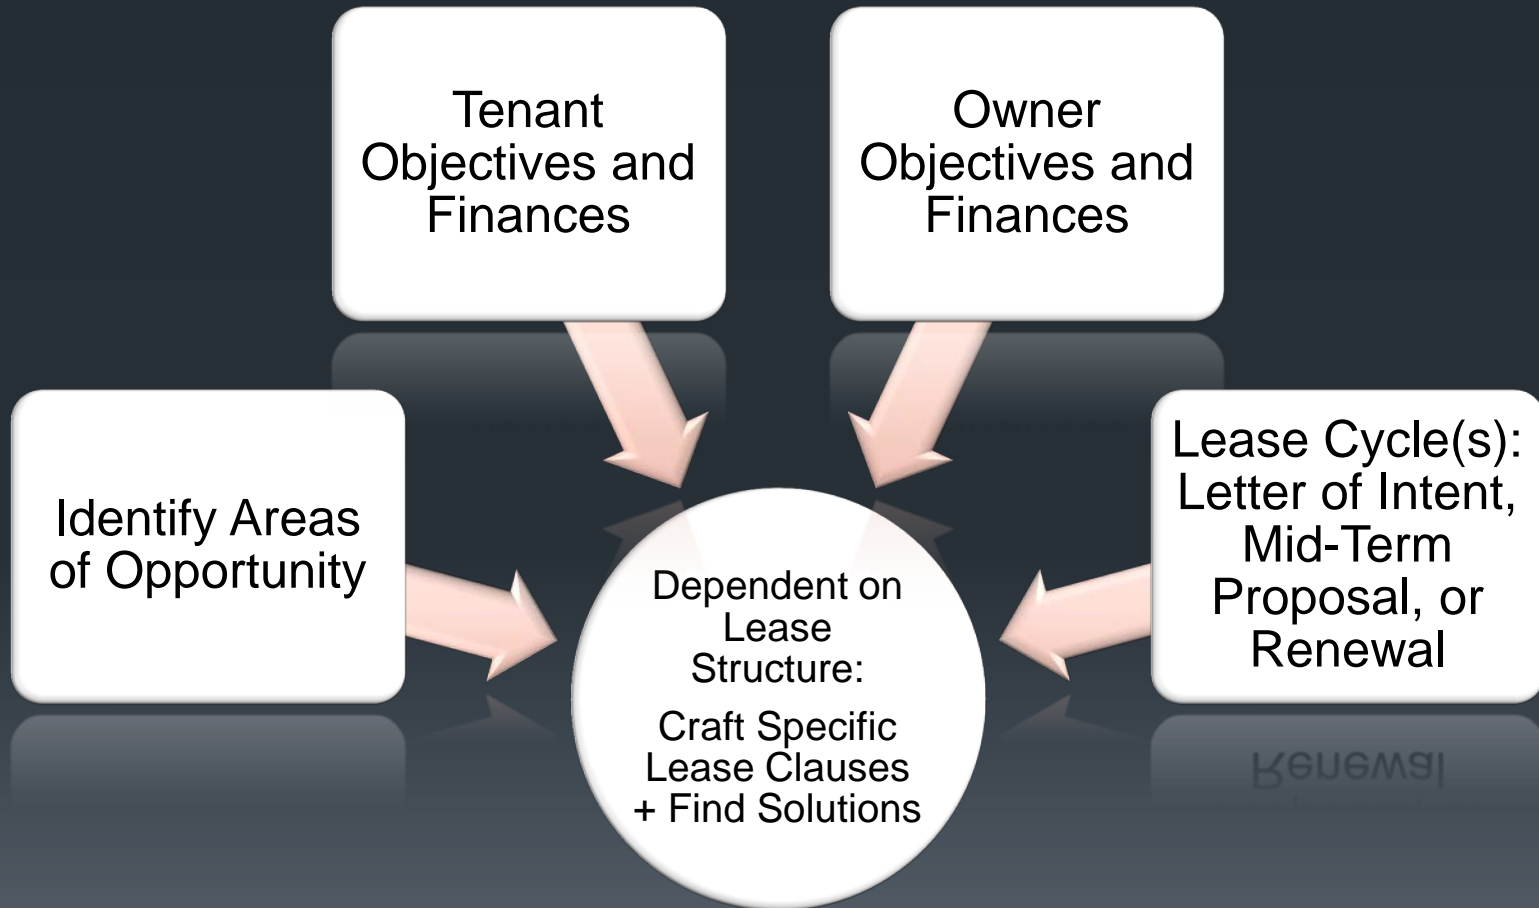 Tenant
Objectives and
Finances
Owner
Objectives and
Finances
Identify Areas
of Opportunity
Lease Cycle(s):
Letter of Intent,
Mid-Term
Proposal, or
Renewal
Dependent on
Lease
Structure:
Craft Specific
Lease Clauses
+ Find Solutions